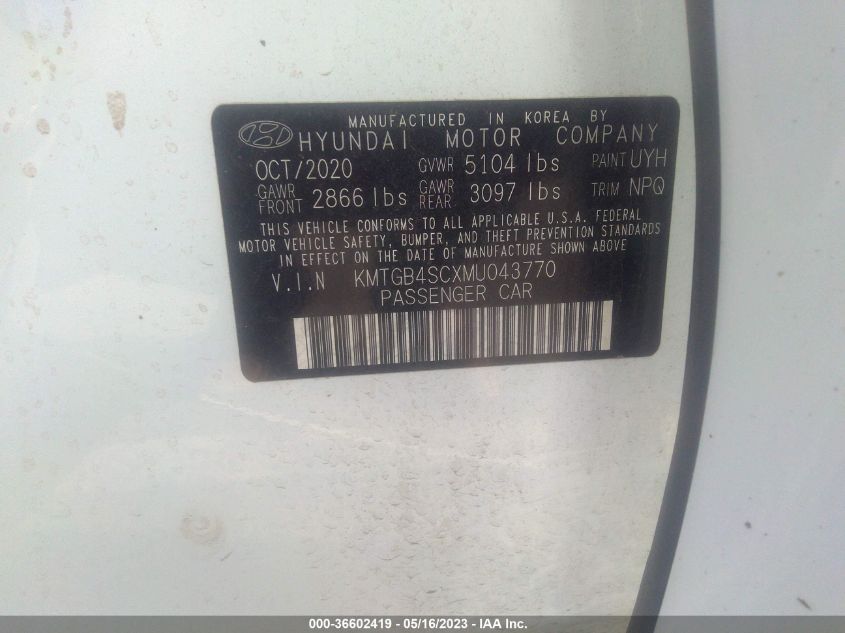 MANUFACTURED IN KOREA BY
HYUNDAI MOTOR COMPANY
OCT/2020 GVWR 5104 lbs PAINT UYH
GAWR FRONT 2866 lbs GAWR REAR 3097 lbs TRIM NPQ
THIS VEHICLE CONFORMS TO ALL APPLICABLE U.S.A. FEDERAL
MOTOR VEHICLE SAFETY, BUMPER, AND THEFT PREVENTION STANDARDS
IN EFFECT ON THE DATE OF MANUFACTURE SHOWN ABOVE
V.I.N KMTGB4SCXMU043770
PASSENGER CAR
000-36602419 - 05/16/2023 - IAAI.com